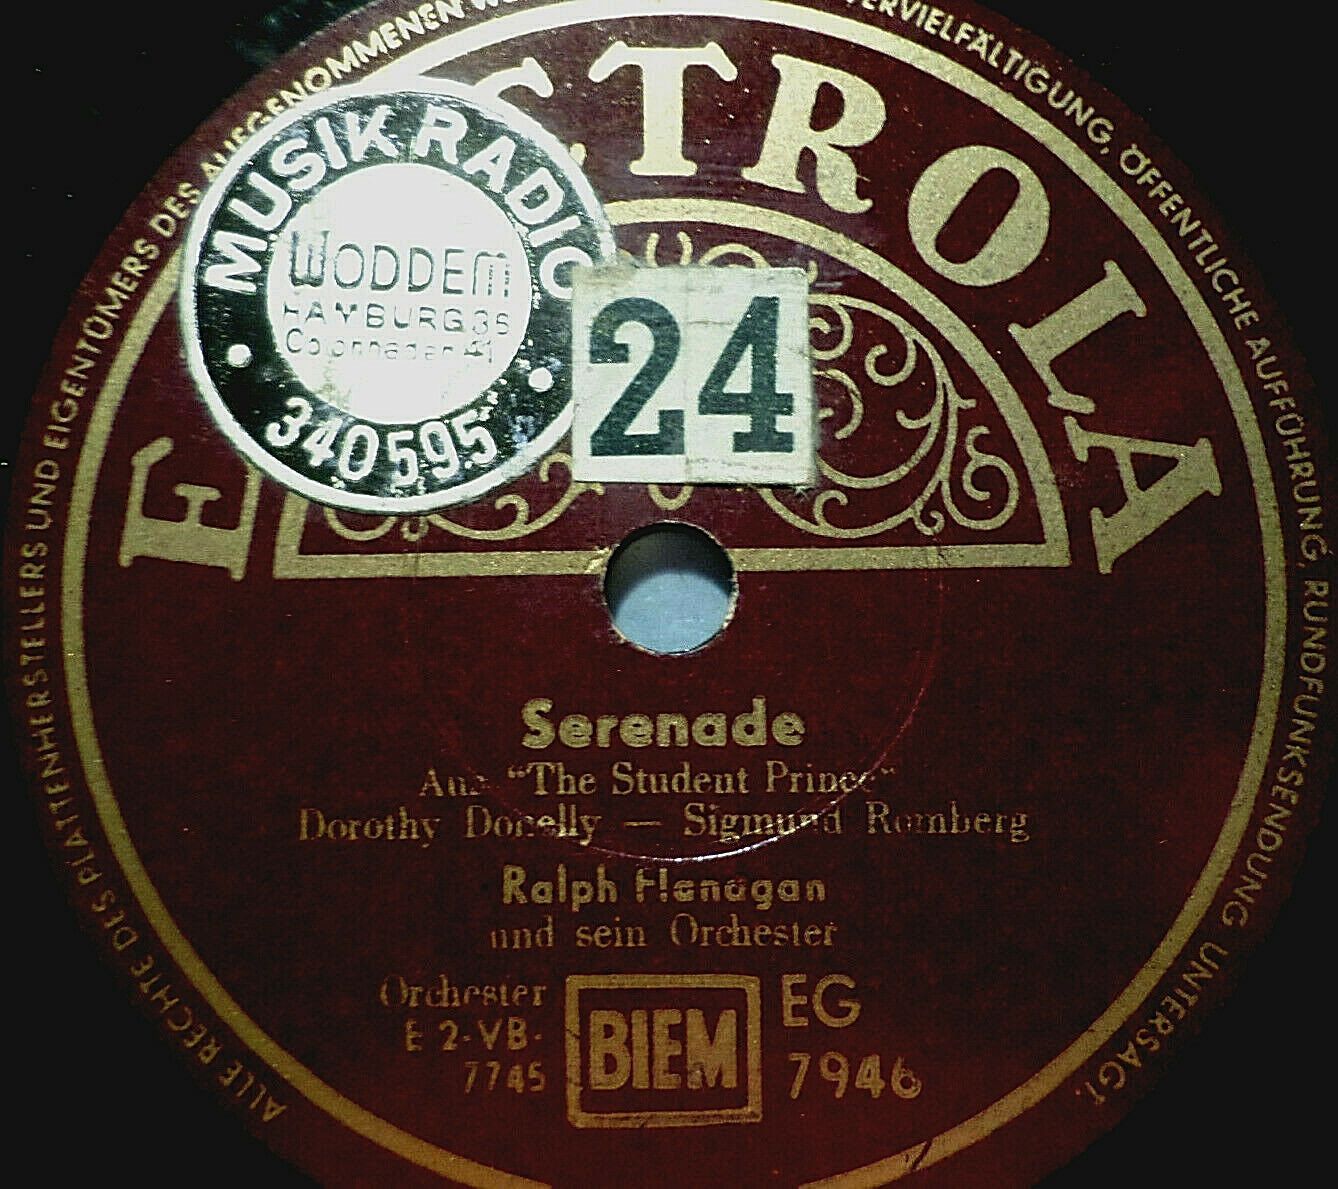 ALLE RECHTE DES PLATTENHERSTELLERS UND EIGENTÜMERS DES AUFGENOMMENEN
VERVIELFÄLTIGUNG, ÖFFENTLICHE AUFFÜHRUNG, RUNDFUNKSENDUNG UNTERSAGT.
E CTROLA
MUSIK RADIO
WODDEM
HAMBURG 36
Colonnaden 41
340595
24
Serenade
Aus "The Student Prince"
Dorothy Donelly — Sigmund Romberg
Ralph Flanagan
und sein Orchester
Orchester
E 2-VB-
7745
BIEM
EG
7946